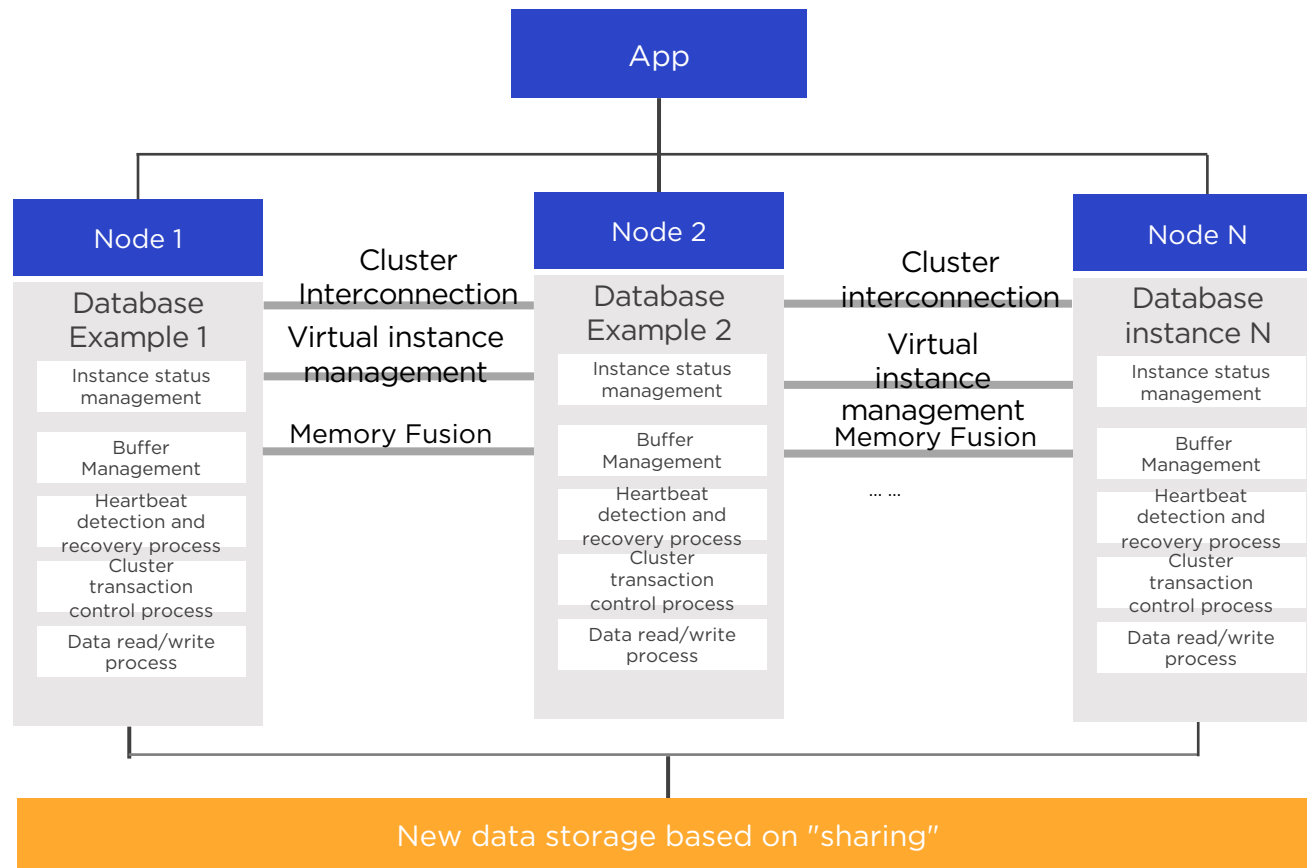 App
Node 1
Database
Example 1
Instance status
management
Buffer
Management
Heartbeat
detection and
recovery process
Cluster
transaction
control process
Data read/write
process
Cluster
Interconnection
Virtual instance
management
Memory Fusion
Node 2
Database
Example 2
Instance status
management
Buffer
Management
Heartbeat
detection and
recovery process
Cluster
transaction
control process
Data read/write
process
Cluster
interconnection
Virtual
instance
management
Memory Fusion
... ...
Node N
Database
instance N
Instance status
management
Buffer
Management
Heartbeat
detection and
recovery process
Cluster
transaction
control process
Data read/write
process
New data storage based on "sharing"